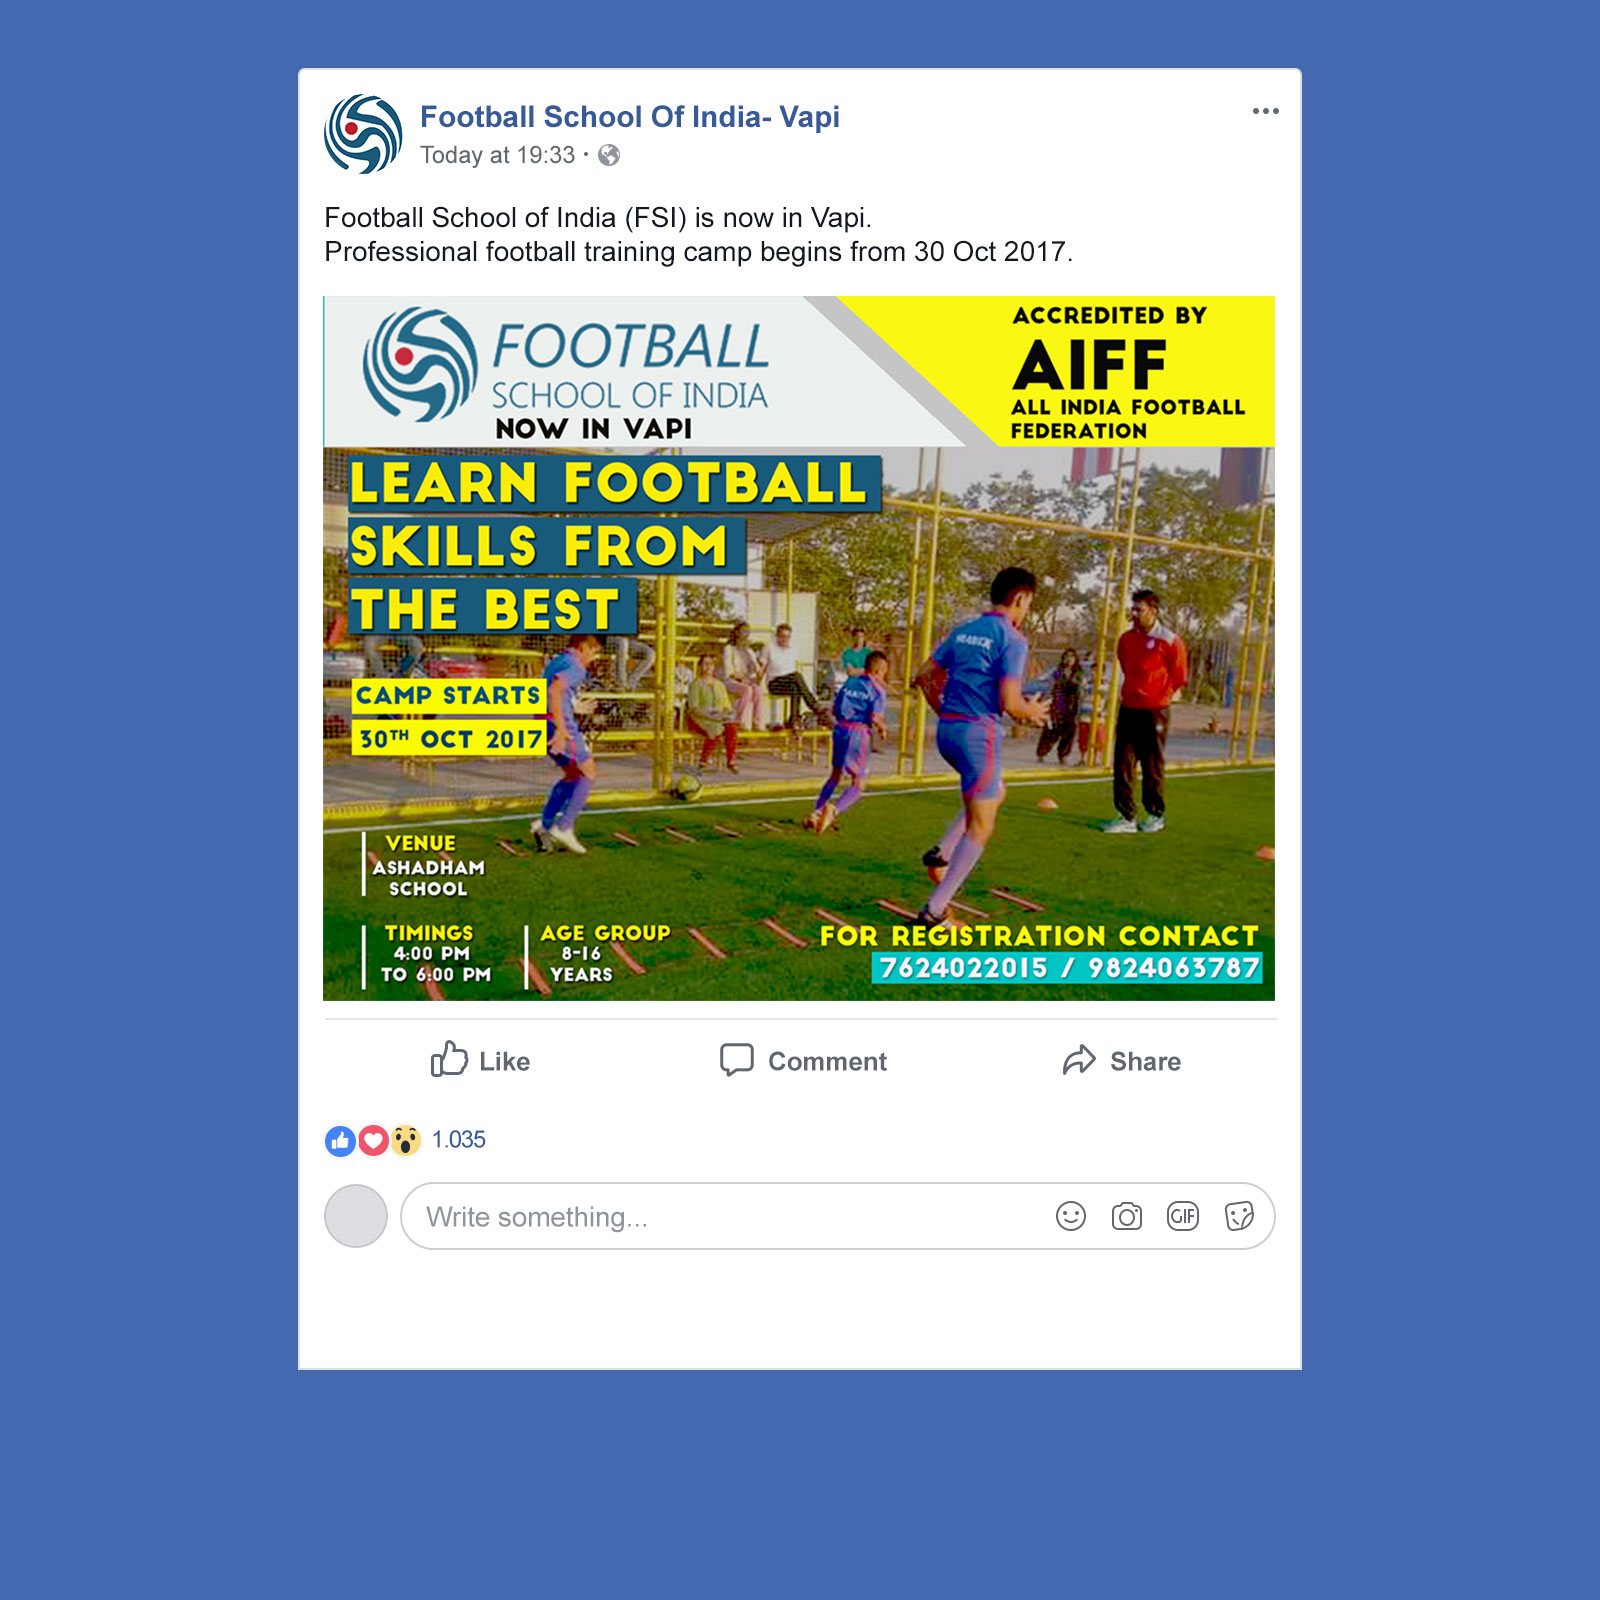 Football School Of India- Vapi
Today at 19:33 ·
Football School of India (FSI) is now in Vapi.
Professional football training camp begins from 30 Oct 2017.
FOOTBALL
SCHOOL OF INDIA
NOW IN VAPI
ACCREDITED BY
AIFF
ALL INDIA FOOTBALL
FEDERATION
LEARN FOOTBALL
SKILLS FROM
THE BEST
CAMP STARTS
30TH OCT 2017
VENUE
ASHADHAM
SCHOOL
TIMINGS
4:00 PM
TO 6:00 PM
AGE GROUP
8-16
YEARS
FOR REGISTRATION CONTACT
7624022015 / 9824063787
Like
Comment
Share
1.035
Write something...
GIF